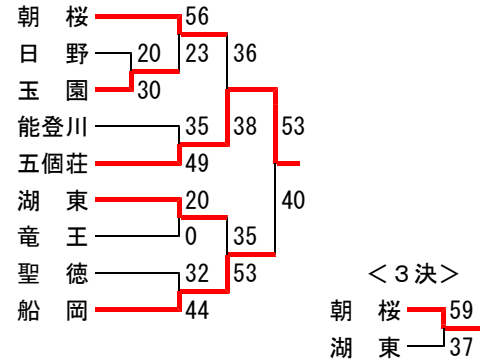 朝　桜 56
日　野 20 23 36
玉　園 30
能登川 35 38 53
五個荘 49
湖　東 20 40
竜　王 0 35
聖　徳 32 53 ＜３決＞
船　岡 44 朝　桜 59
湖　東 37